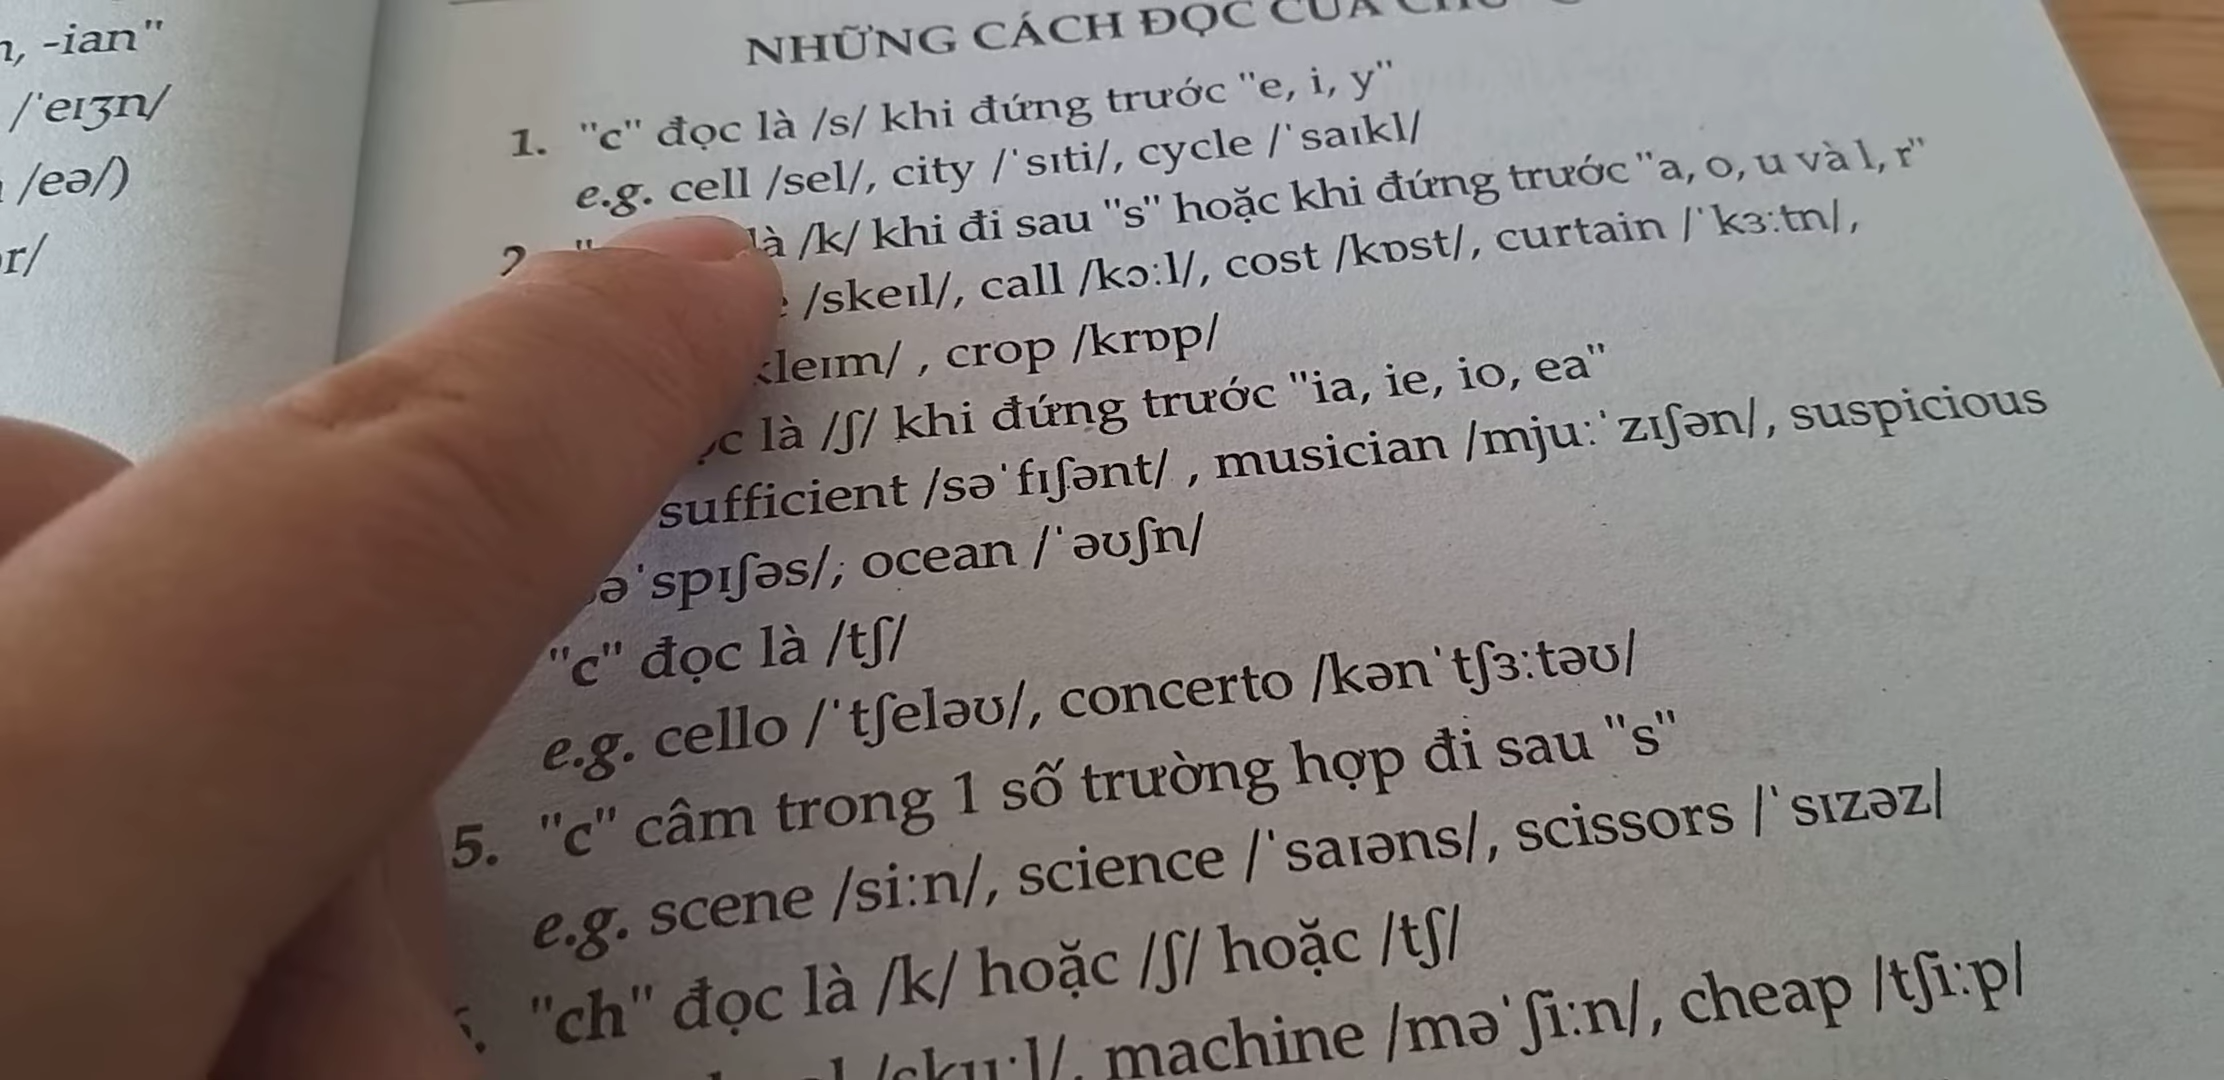 -ian"
/ˈeɪʒn/
/eə/)
r/
NHỮNG CÁCH ĐỌC CỦA
1. "c" đọc là /s/ khi đứng trước "e, i, y"
e.g. cell /sel/, city /ˈsɪti/, cycle /ˈsaɪkl/
2 là /k/ khi đi sau "s" hoặc khi đứng trước "a, o, u và l, r"
/skeɪl/, call /kɔːl/, cost /kɒst/, curtain /ˈkɜːtn/,
kleɪm/ , crop /krɒp/
là /ʃ/ khi đứng trước "ia, ie, io, ea"
sufficient /səˈfɪʃənt/ , musician /mjuːˈzɪʃən/, suspicious
əˈspɪʃəs/; ocean /ˈəʊʃn/
"c" đọc là /tʃ/
e.g. cello /ˈtʃeləʊ/, concerto /kənˈtʃɜːtəʊ/
5. "c" câm trong 1 số trường hợp đi sau "s"
e.g. scene /siːn/, science /ˈsaɪəns/, scissors /ˈsɪzəz/
"ch" đọc là /k/ hoặc /ʃ/ hoặc /tʃ/
/skuːl/, machine /məˈʃiːn/, cheap /tʃiːp/